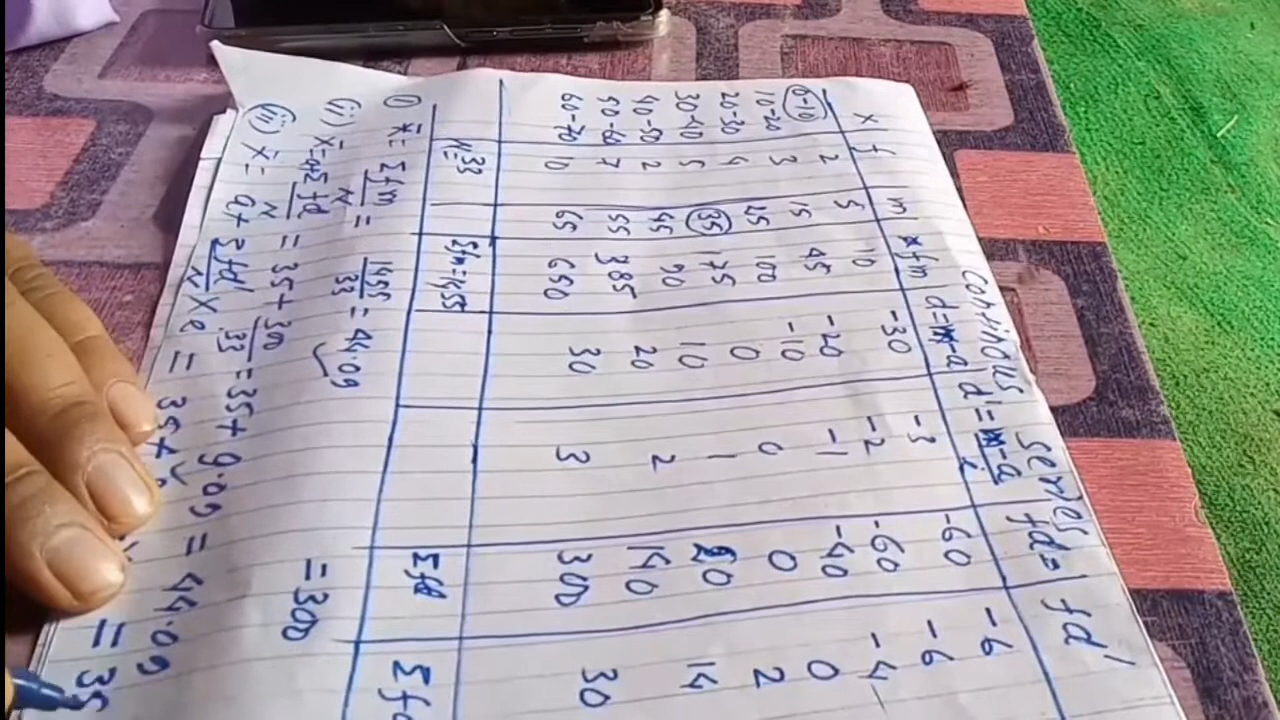 continous series
x f m fm d=m-a d'=m-a/i fd= fd'
0-10 2 5 10 -30 -3 -60 -6
10-20 3 15 45 -20 -2 -60 -6
20-30 4 25 100 -10 -1 -40 -4
30-40 5 35 175 0 0 0 0
40-50 2 45 90 10 1 20 2
50-60 7 55 385 20 2 140 14
60-70 10 65 650 30 3 300 30
N=33 Σfm=1455 Σfd
=300
(i) x̄ = Σfm/N = 1455/33 = 44.09
(ii) x̄=a+Σfd/N = 35+300/33 = 35+9.09 = 44.09
(iii) x̄ = a+Σfd'/N × c = 35+ = 35